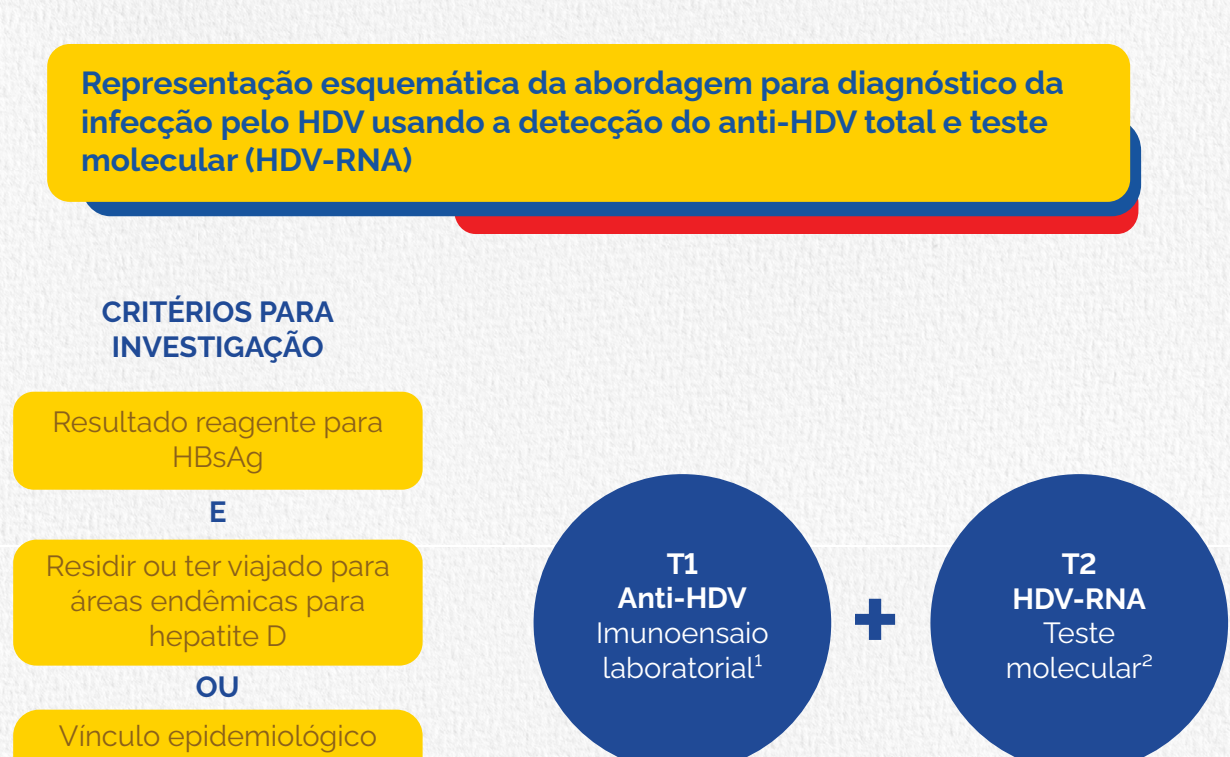 Representação esquemática da abordagem para diagnóstico da
infecção pelo HDV usando a detecção do anti-HDV total e teste
molecular (HDV-RNA)
CRITÉRIOS PARA
INVESTIGAÇÃO
Resultado reagente para
HBsAg
E
Residir ou ter viajado para
áreas endêmicas para
hepatite D
OU
Vínculo epidemiológico
T1
Anti-HDV
Imunoensaio
laboratorial¹
+
T2
HDV-RNA
Teste
molecular²